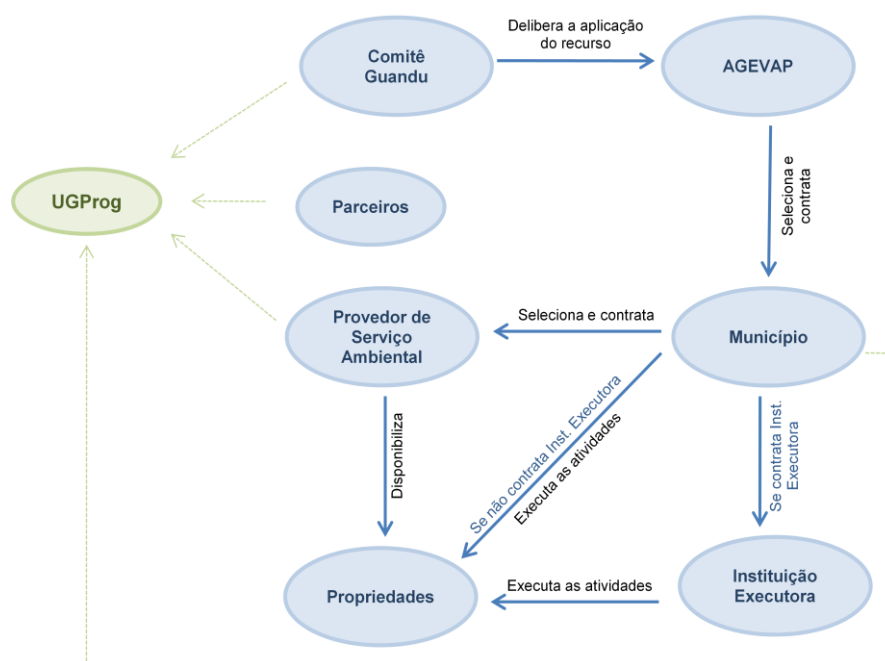 Comitê
Guandu
Delibera a aplicação
do recurso
AGEVAP
Seleciona e
contrata
UGProg
Parceiros
Provedor de
Serviço
Ambiental
Seleciona e contrata
Município
Disponibiliza
Se não contrata Inst. Executora
Executa as atividades
Se contrata Inst.
Executora
Propriedades
Executa as atividades
Instituição
Executora